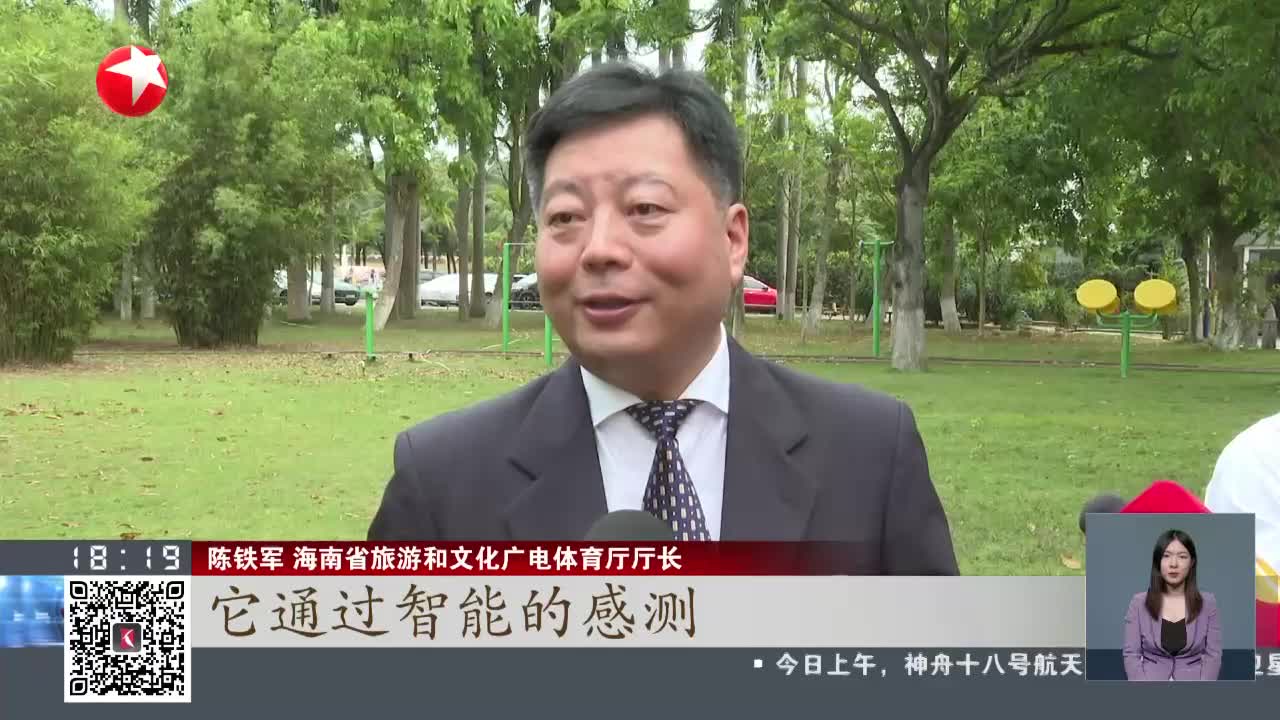 18:19
陈铁军 海南省旅游和文化广电体育厅厅长
它通过智能的感测
▪ 今日上午，神舟十八号航天